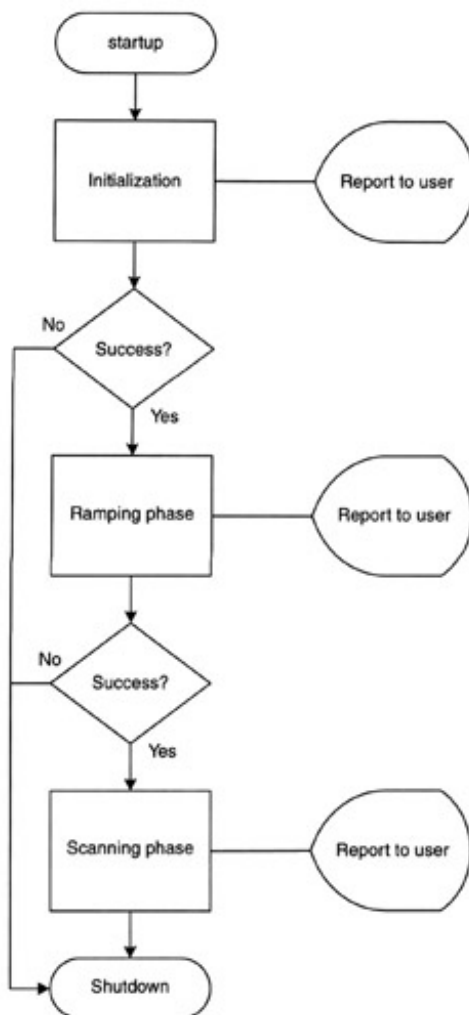 startup
Initialization
Report to user
No
Success?
Yes
Ramping phase
Report to user
No
Success?
Yes
Scanning phase
Report to user
Shutdown